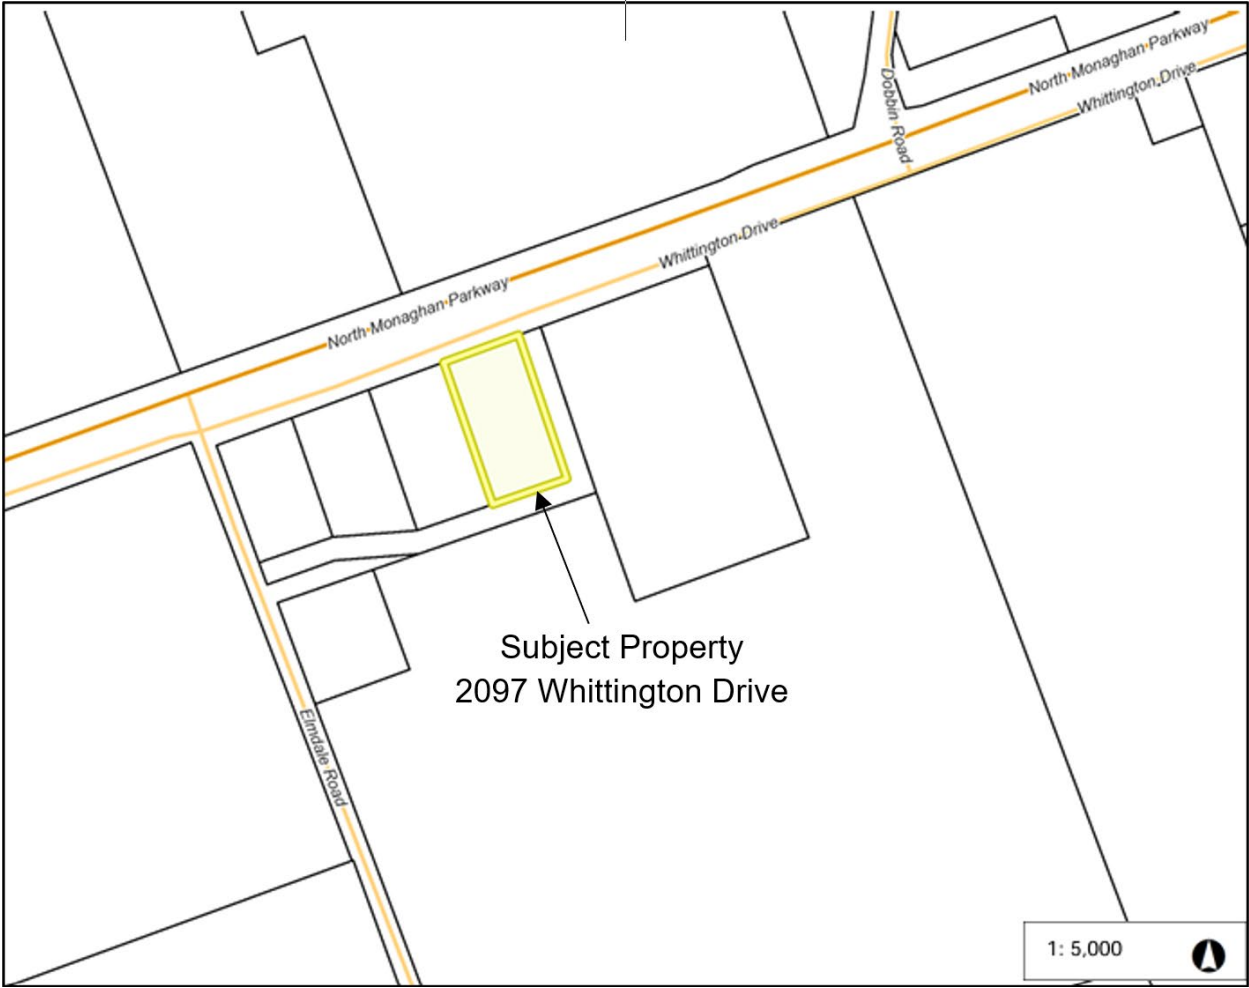 North Monaghan Parkway
Whittington Drive
Dobbin Road
Whittington Drive
North Monaghan Parkway
Subject Property
2097 Whittington Drive
Elmdale Road
1: 5,000